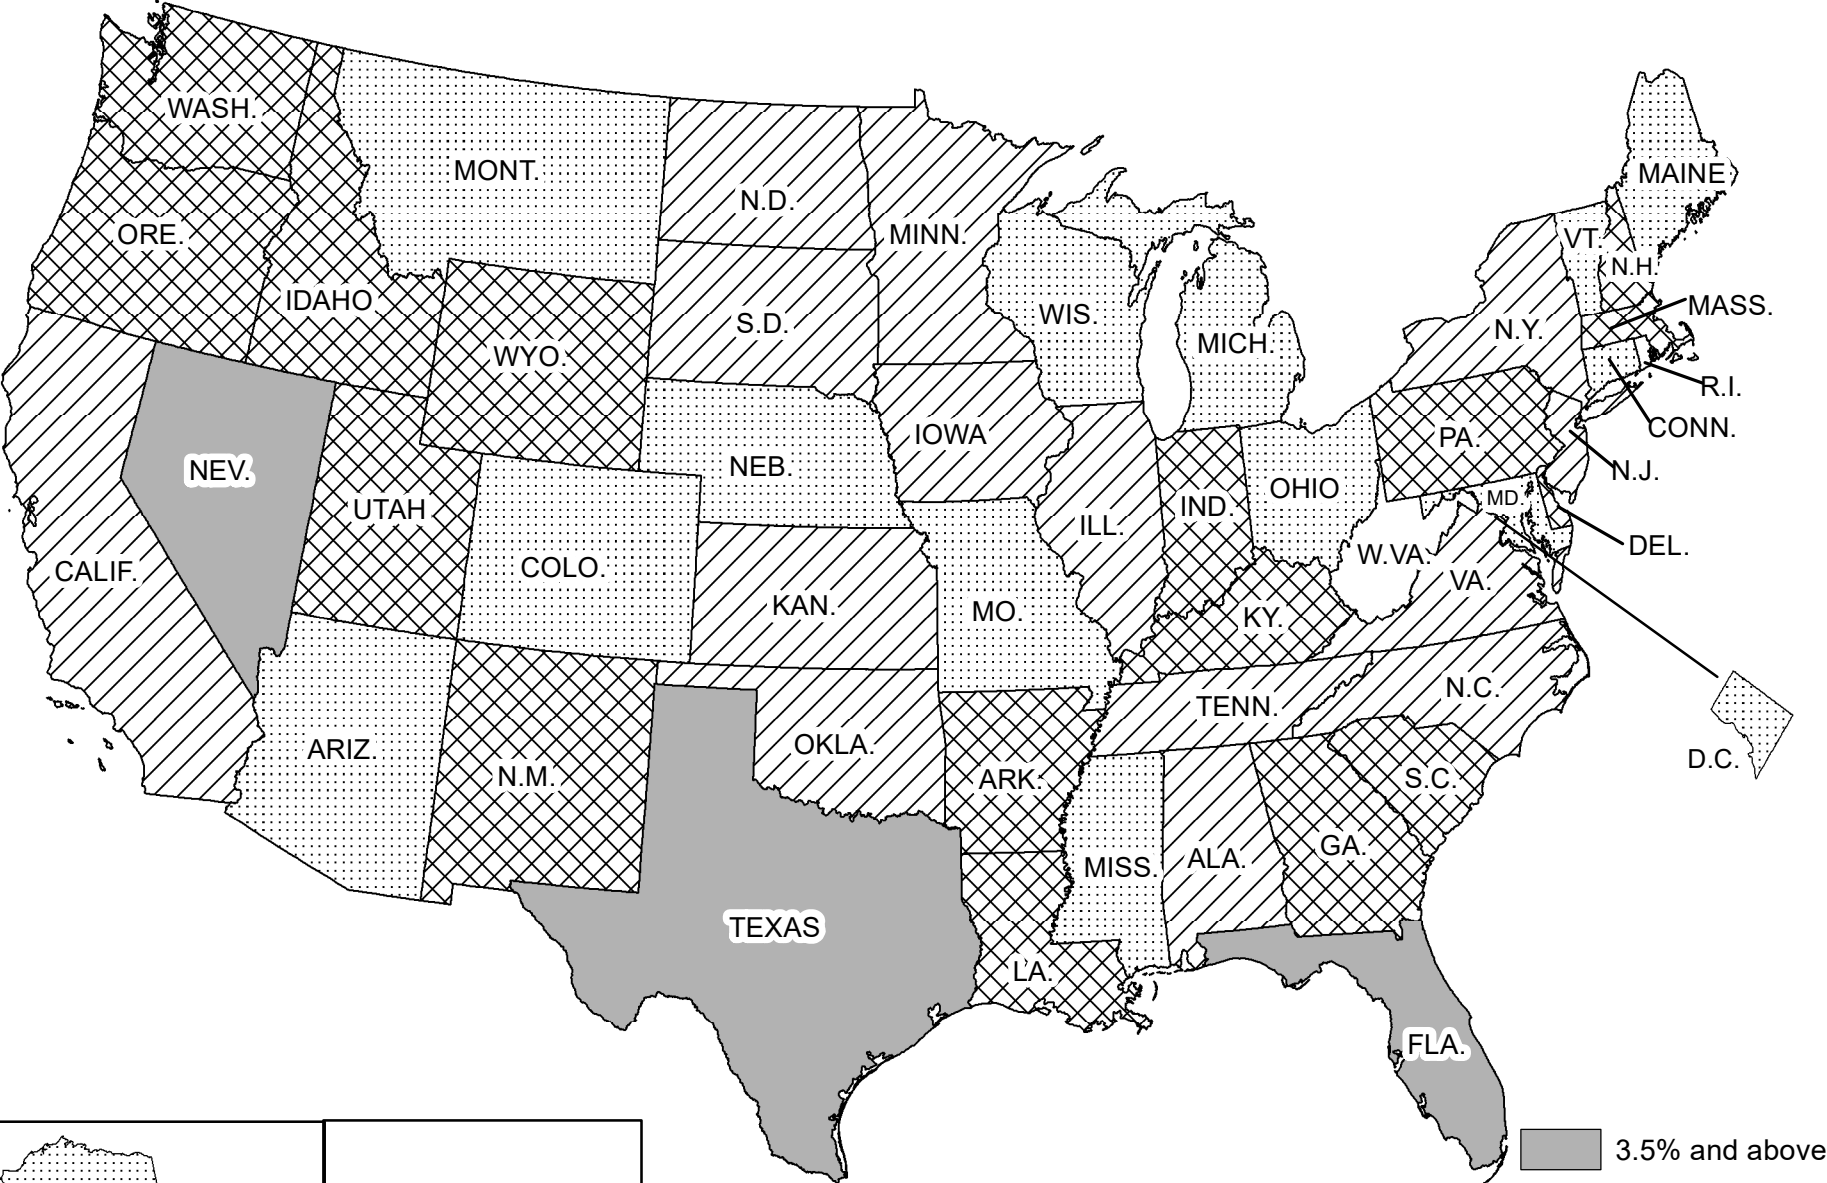 WASH.
MONT.
N.D.
MINN.
MAINE
ORE.
VT.
N.H.
IDAHO
WIS.
MASS.
S.D.
N.Y.
MICH.
WYO.
R.I.
CONN.
IOWA
PA.
NEB.
NEV.
N.J.
OHIO
MD.
UTAH
IND.
ILL.
DEL.
W.VA.
COLO.
CALIF.
VA.
KAN.
MO.
KY.
N.C.
TENN.
OKLA.
ARIZ.
D.C.
N.M.
ARK.
S.C.
GA.
ALA.
MISS.
TEXAS
LA.
FLA.
3.5% and above